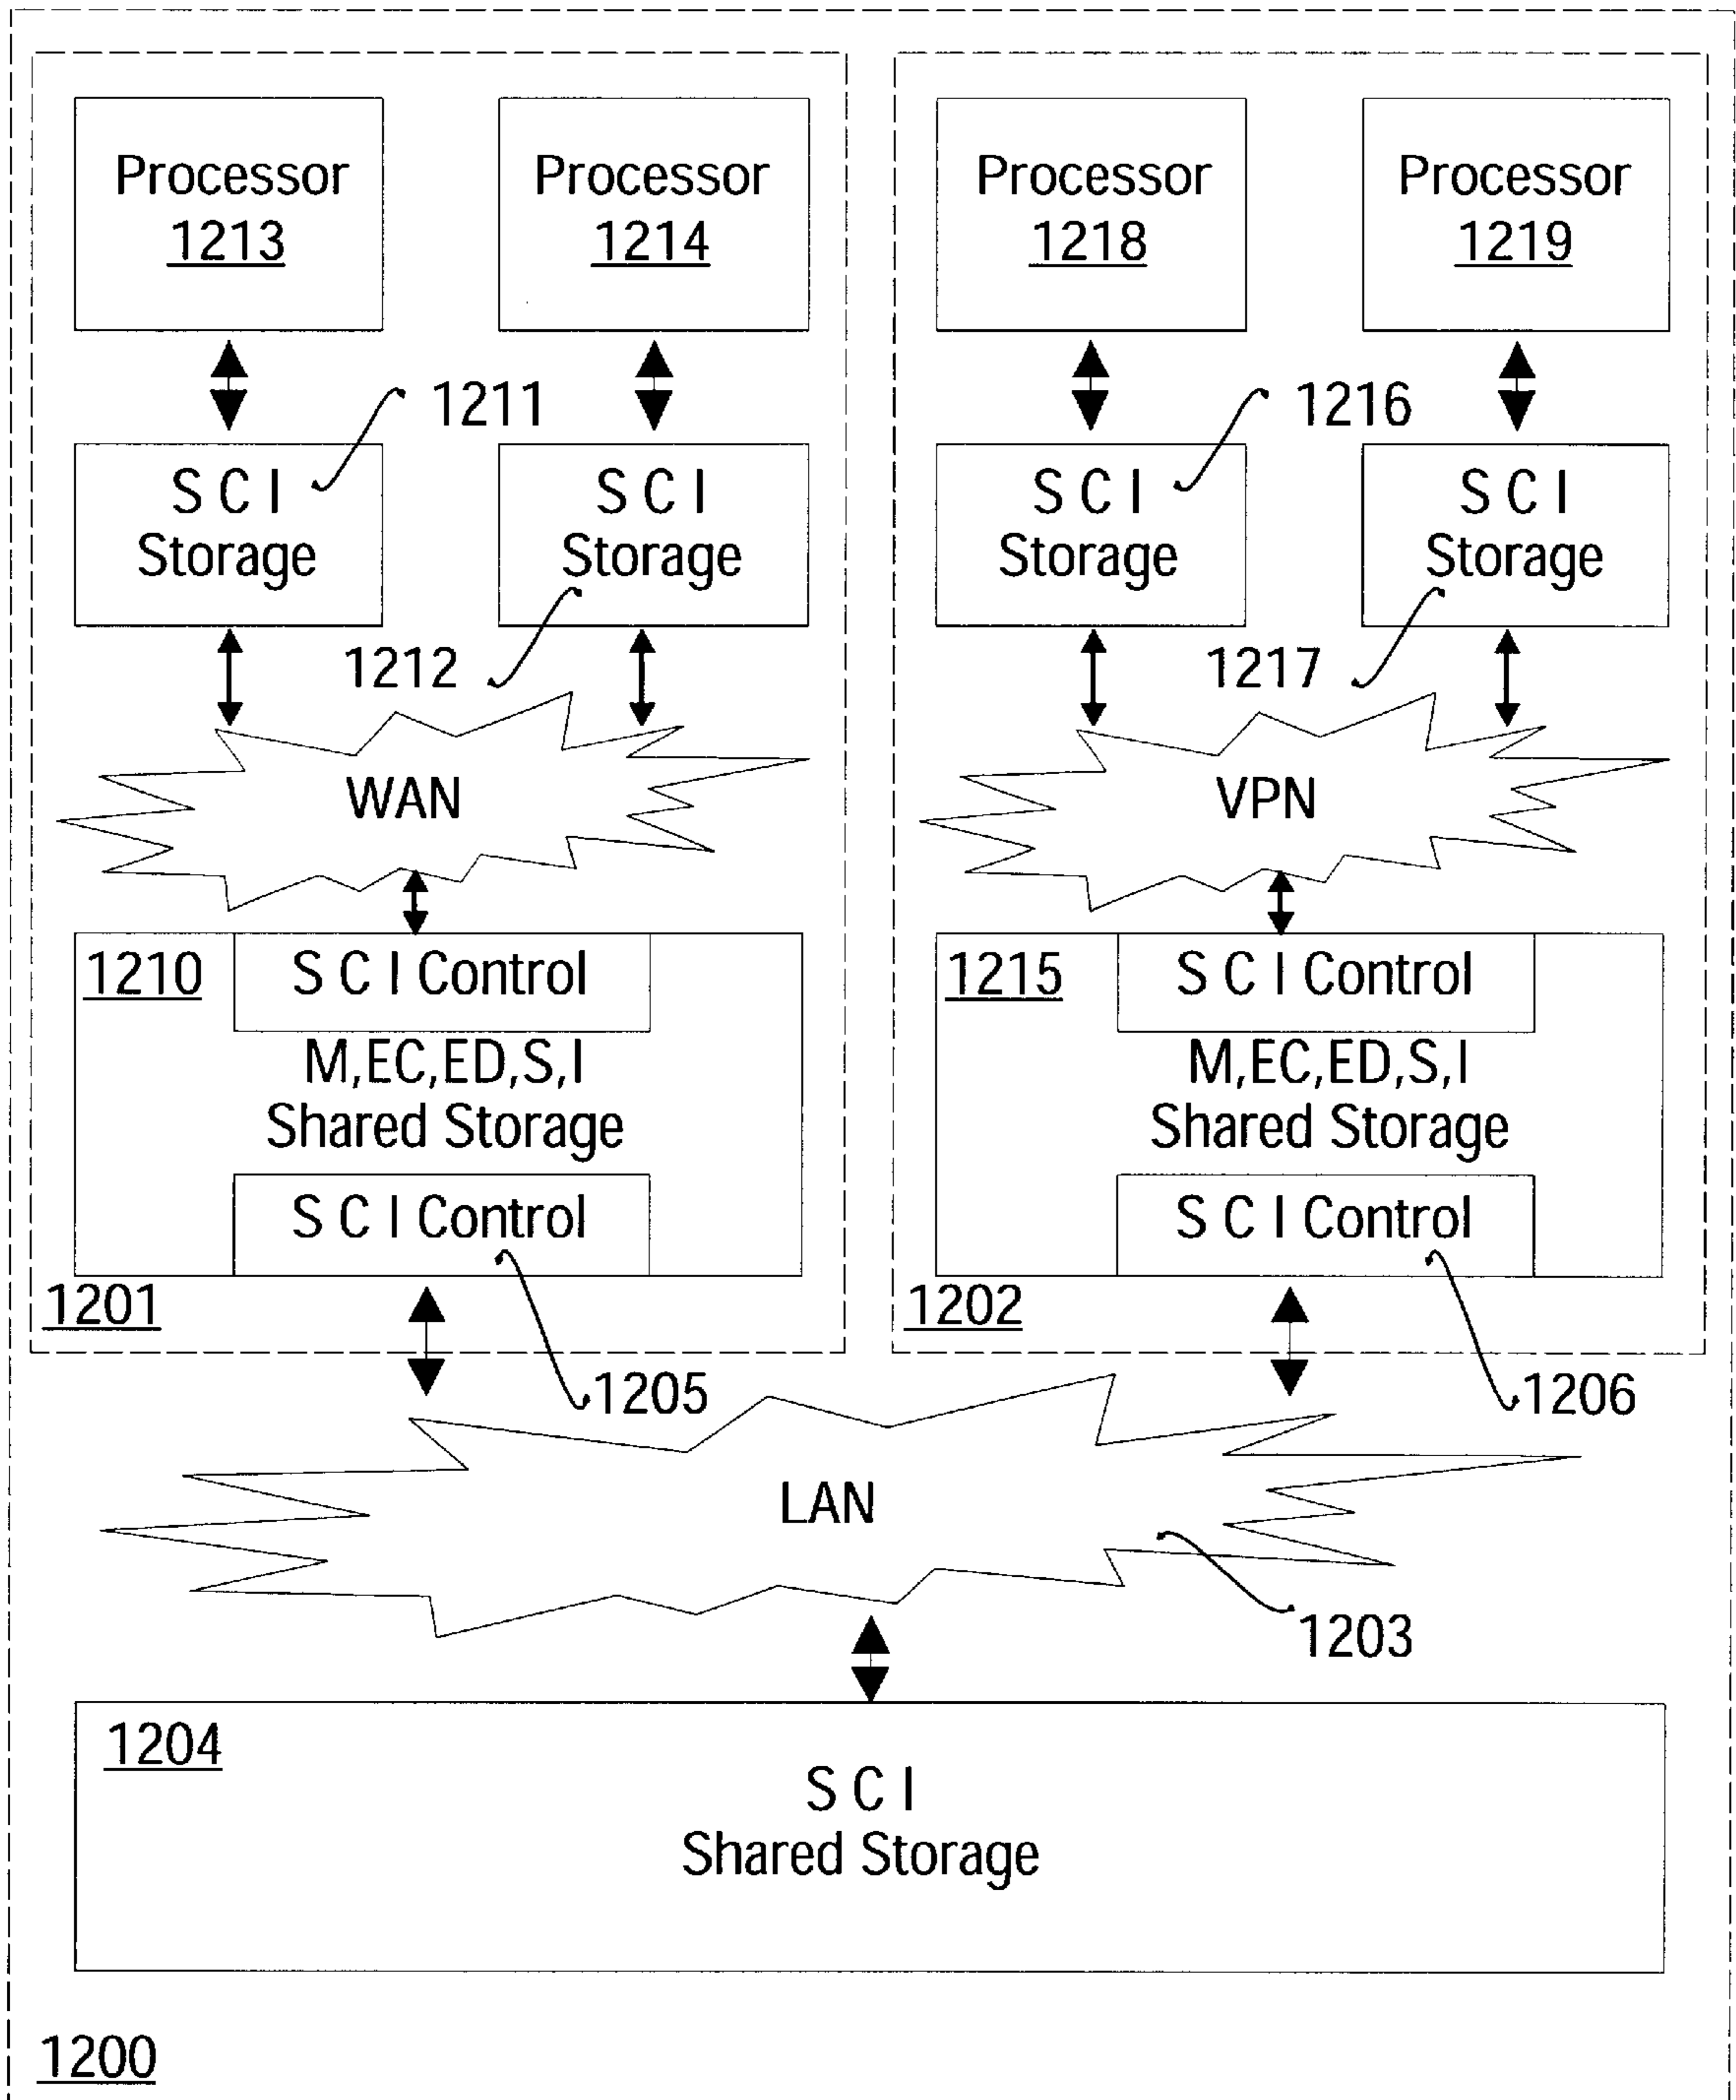 Processor
1213
Processor
1214
Processor
1218
Processor
1219
1211
1216
S C I
Storage
S C I
Storage
S C I
Storage
S C I
Storage
1212
1217
WAN
VPN
1210
S C I Control
M,EC,ED,S,I
Shared Storage
S C I Control
1201
1215
S C I Control
M,EC,ED,S,I
Shared Storage
S C I Control
1202
1205
1206
LAN
1203
1204
S C I
Shared Storage
1200